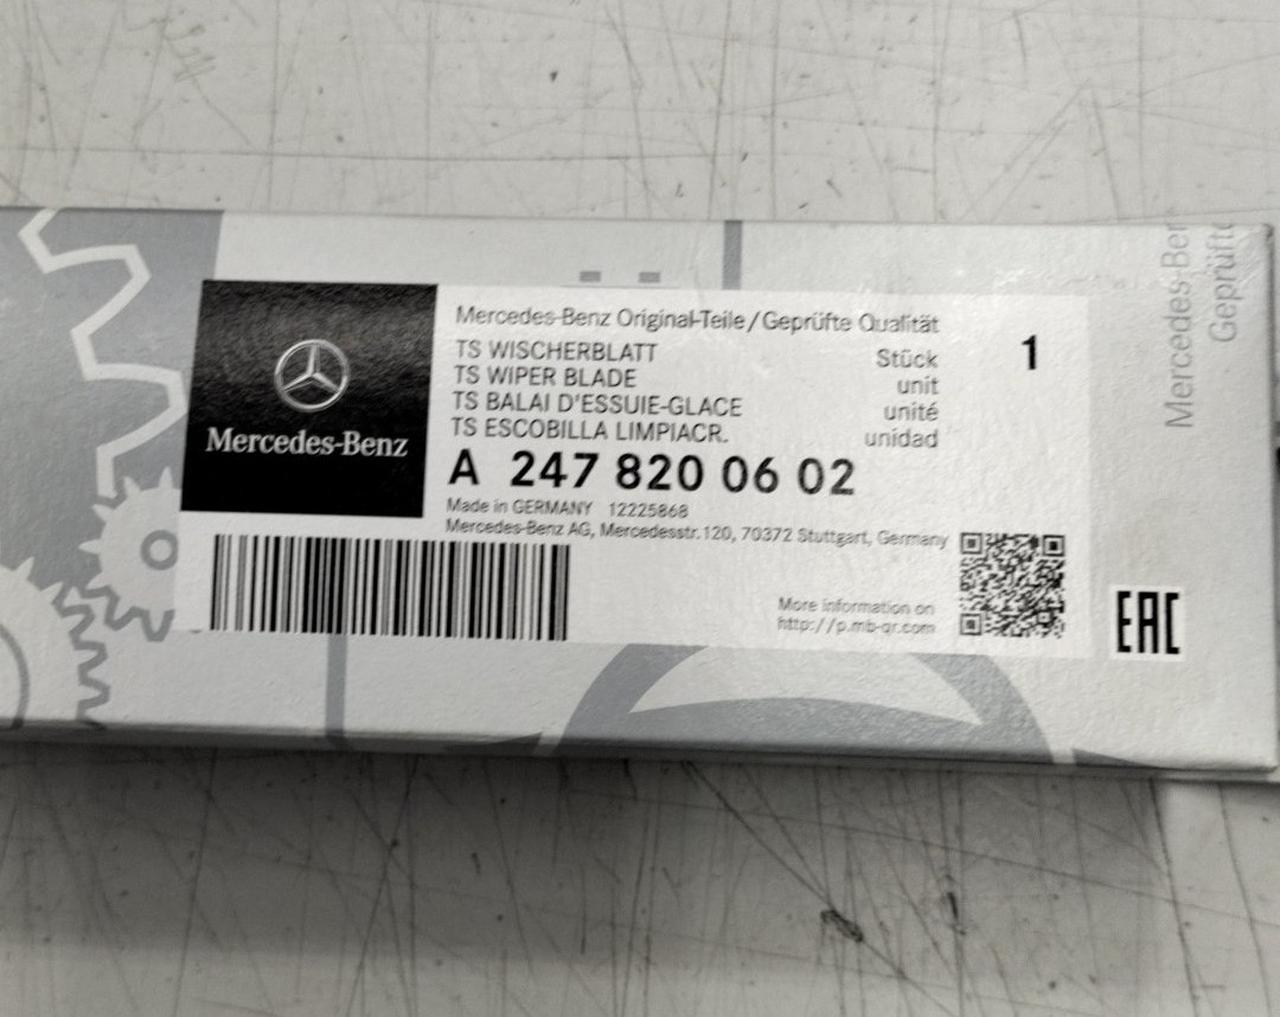 Mercedes-Benz
Mercedes-Benz Original-Teile/Geprüfte Qualität
TS WISCHERBLATT Stück 1
TS WIPER BLADE unit
TS BALAI D'ESSUIE-GLACE unité
TS ESCOBILLA LIMPIACR. unidad
A 247 820 06 02
Made in GERMANY 12225868
Mercedes-Benz AG, Mercedesstr.120, 70372 Stuttgart, Germany
More information on
http://p.mb-qr.com
EAC
Mercedes-Ben
Geprüfte